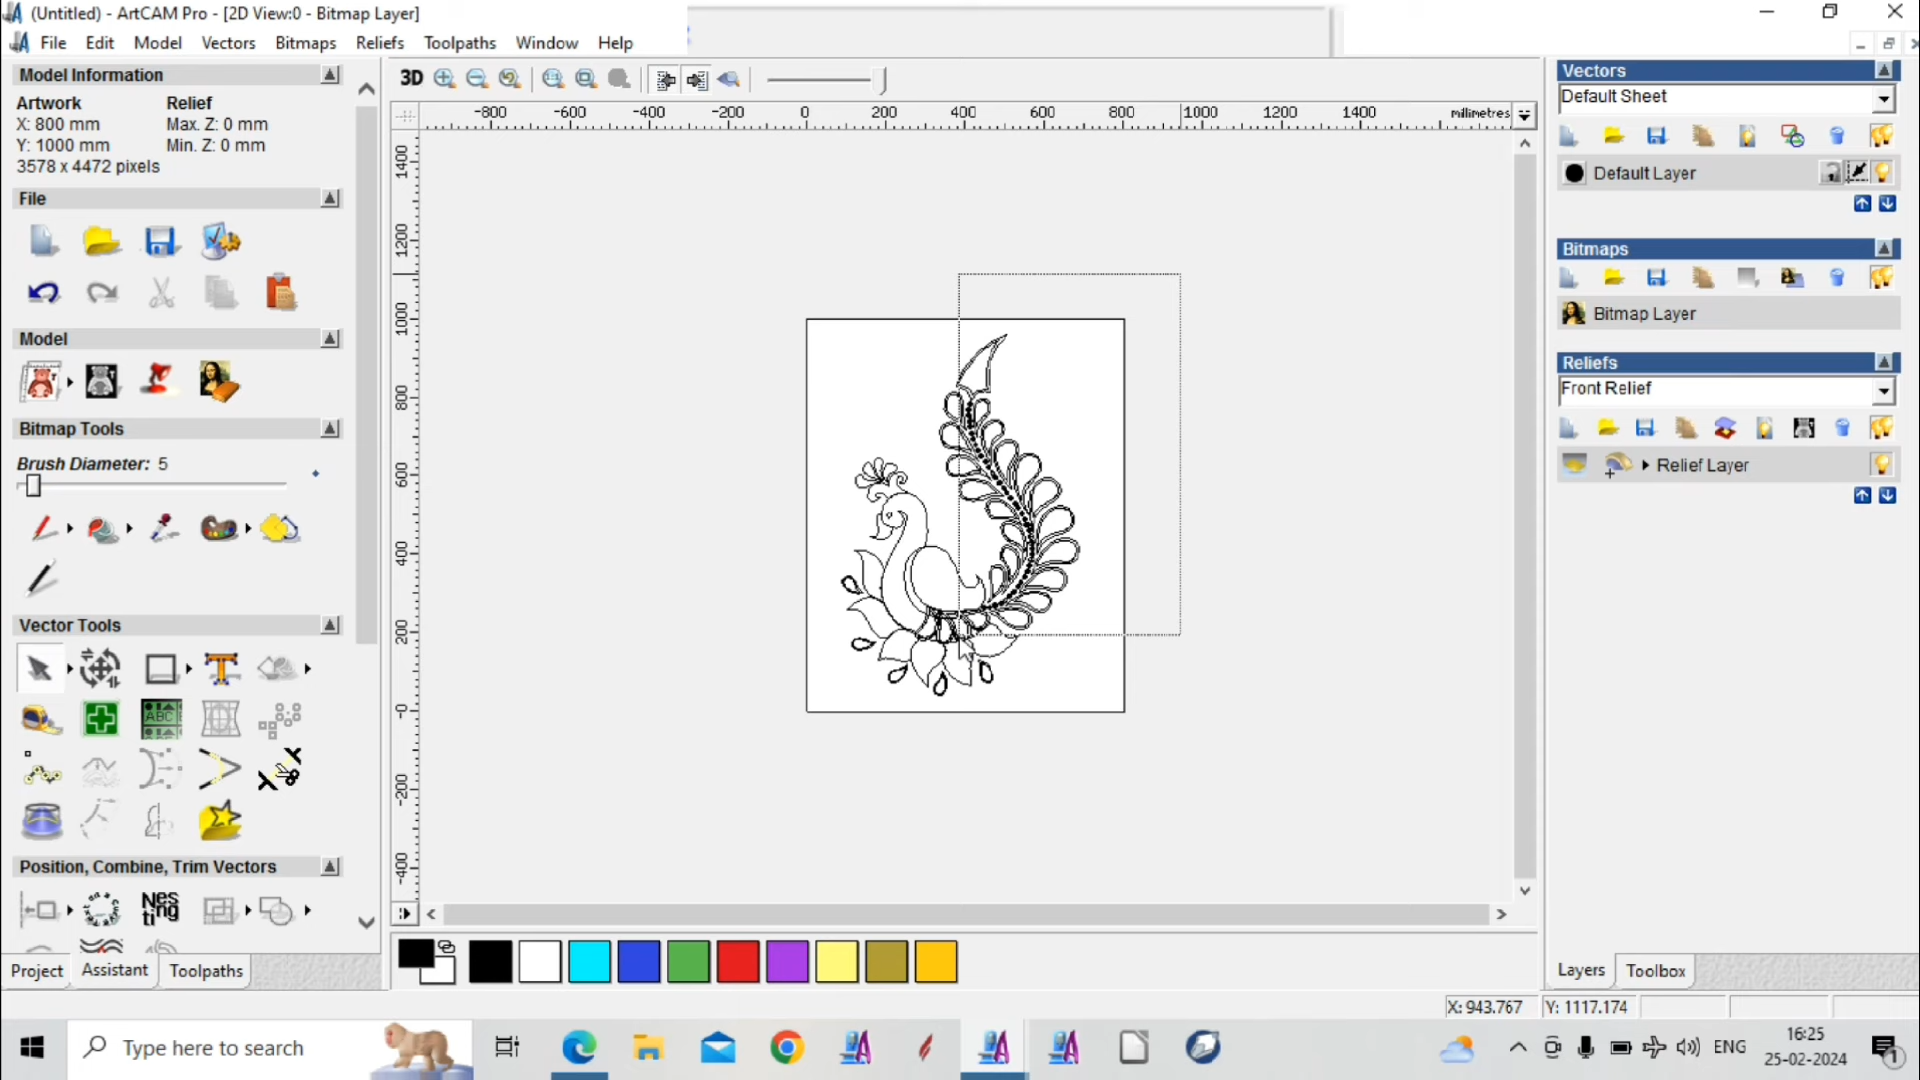 (Untitled) - ArtCAM Pro - [2D View:0 - Bitmap Layer]
File Edit Model Vectors Bitmaps Reliefs Toolpaths Window Help
Model Information
Artwork Relief
X: 800 mm Max. Z: 0 mm
Y: 1000 mm Min. Z: 0 mm
3578 x 4472 pixels
File
Model
Bitmap Tools
Brush Diameter: 5
Vector Tools
ABC
Position, Combine, Trim Vectors
Nes
ting
Project Assistant Toolpaths
3D
-800 -600 -400 -200 0 200 400 600 800 1000 1200 1400 millimetres
1400
1200
1000
800
600
400
200
-0
-200
-400
Vectors
Default Sheet
Default Layer
Bitmaps
Bitmap Layer
Reliefs
Front Relief
Relief Layer
Layers Toolbox
X: 943.767 Y: 1117.174
Type here to search
ENG
16:25
25-02-2024
1